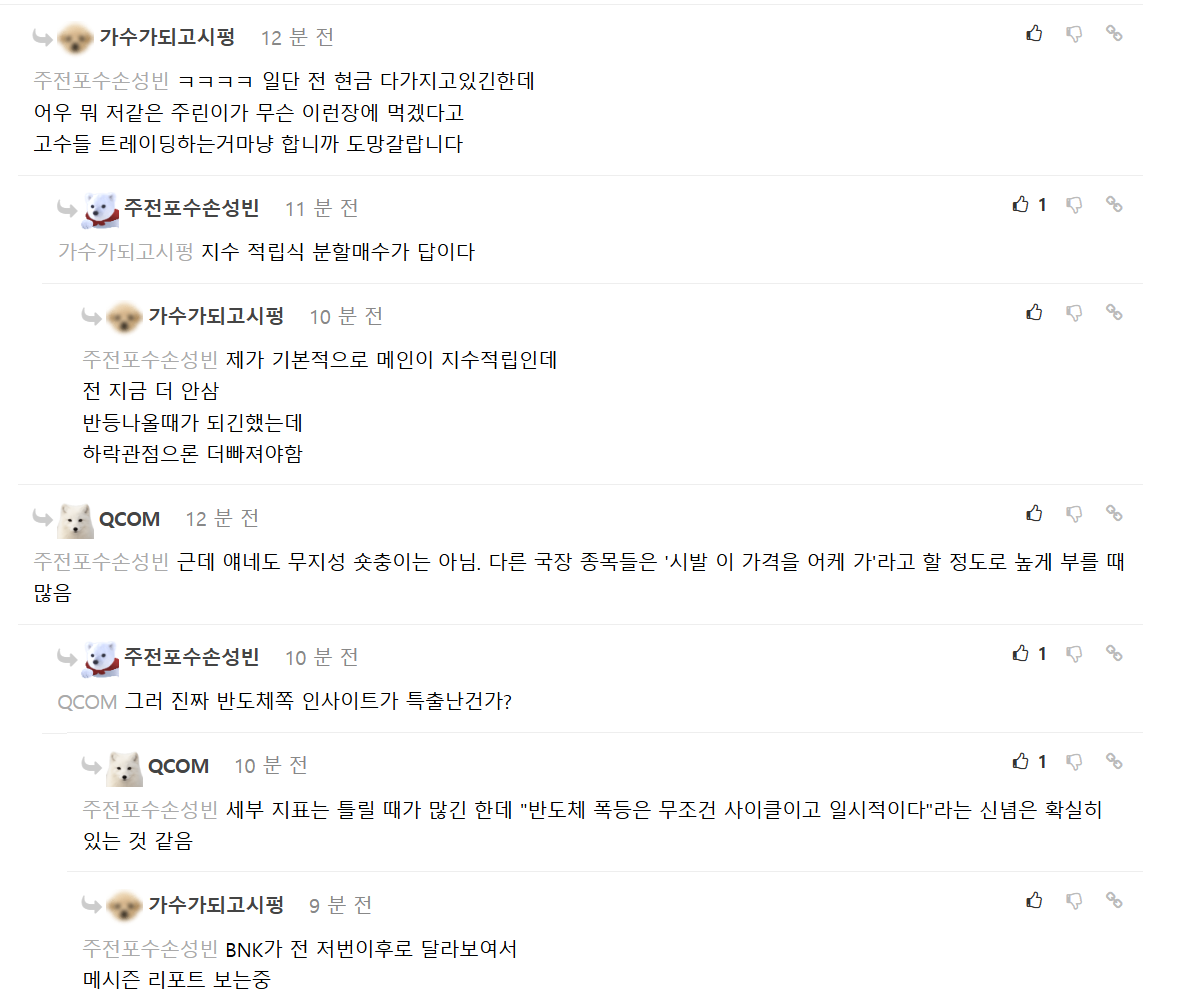 가수가되고시펑 12 분 전
주전포수손성빈 ㅋㅋㅋㅋ 일단 전 현금 다가지고있긴한데
어우 뭐 저같은 주린이가 무슨 이런장에 먹겠다고
고수들 트레이딩하는거마냥 합니까 도망갈랍니다
주전포수손성빈 11 분 전 1
가수가되고시펑 지수 적립식 분할매수가 답이다
가수가되고시펑 10 분 전
주전포수손성빈 제가 기본적으로 메인이 지수적립인데
전 지금 더 안삼
반등나올때가 되긴했는데
하락관점으론 더빠져야함
QCOM 12 분 전
주전포수손성빈 근데 얘네도 무지성 숏충이는 아님. 다른 국장 종목들은 '시발 이 가격을 어케 가'라고 할 정도로 높게 부를 때
많음
주전포수손성빈 10 분 전 1
QCOM 그러 진짜 반도체쪽 인사이트가 특출난건가?
QCOM 10 분 전 1
주전포수손성빈 세부 지표는 틀릴 때가 많긴 한데 "반도체 폭등은 무조건 사이클이고 일시적이다"라는 신념은 확실히
있는 것 같음
가수가되고시펑 9 분 전
주전포수손성빈 BNK가 전 저번이후로 달라보여서
메시즌 리포트 보는중